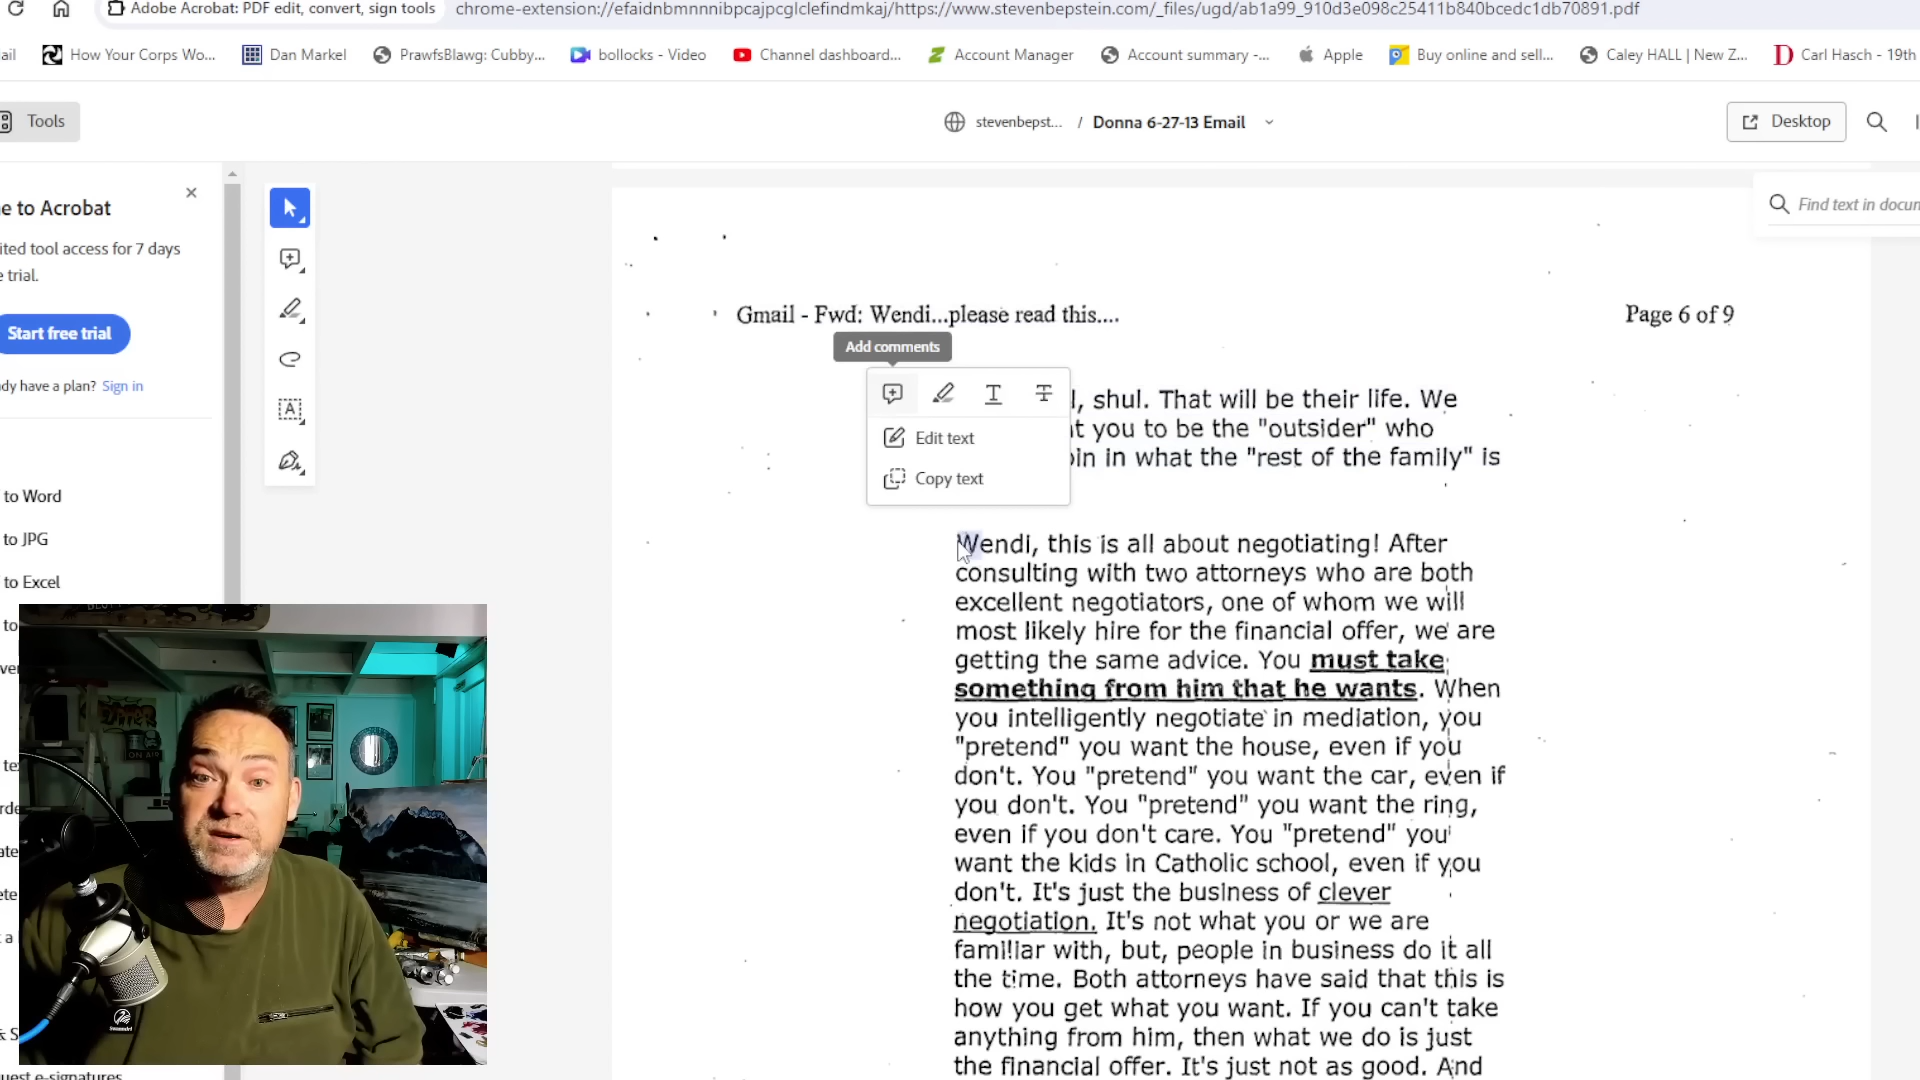 Adobe Acrobat: PDF edit, convert, sign tools
chrome-extension://efaidnbmnnnibpcajpcglclefindmkaj/https://www.stevenbepstein.com/_files/ugd/ab1a99_910d3e098c25411b840bcedc1db70891.pdf
ail
How Your Corps Wo...
Dan Markel
PrawfsBlawg: Cubby...
bollocks - Video
Channel dashboard...
Account Manager
Account summary -...
Apple
Buy online and sell...
Caley HALL | New Z...
Carl Hasch - 19th
Tools
stevenbepst... / Donna 6-27-13 Email
Desktop
e to Acrobat
ited tool access for 7 days
e trial.
Start free trial
dy have a plan? Sign in
to Word
to JPG
to Excel
to
ver
te
rde
ate
ete
t a
& S
uest e-signatures
Find text in docum
Gmail - Fwd: Wendi...please read this....
Page 6 of 9
Add comments
Edit text
Copy text
l, shul. That will be their life. We
t you to be the "outsider" who
oin in what the "rest of the family" is
Wendi, this is all about negotiating! After
consulting with two attorneys who are both
excellent negotiators, one of whom we will
most likely hire for the financial offer, we are
getting the same advice. You must take
something from him that he wants. When
you intelligently negotiate in mediation, you
"pretend" you want the house, even if you
don't. You "pretend" you want the car, even if
you don't. You "pretend" you want the ring,
even if you don't care. You "pretend" you
want the kids in Catholic school, even if you
don't. It's just the business of clever
negotiation. It's not what you or we are
familiar with, but, people in business do it all
the time. Both attorneys have said that this is
how you get what you want. If you can't take
anything from him, then what we do is just
the financial offer. It's just not as good. And
ON AIR
Swanndri